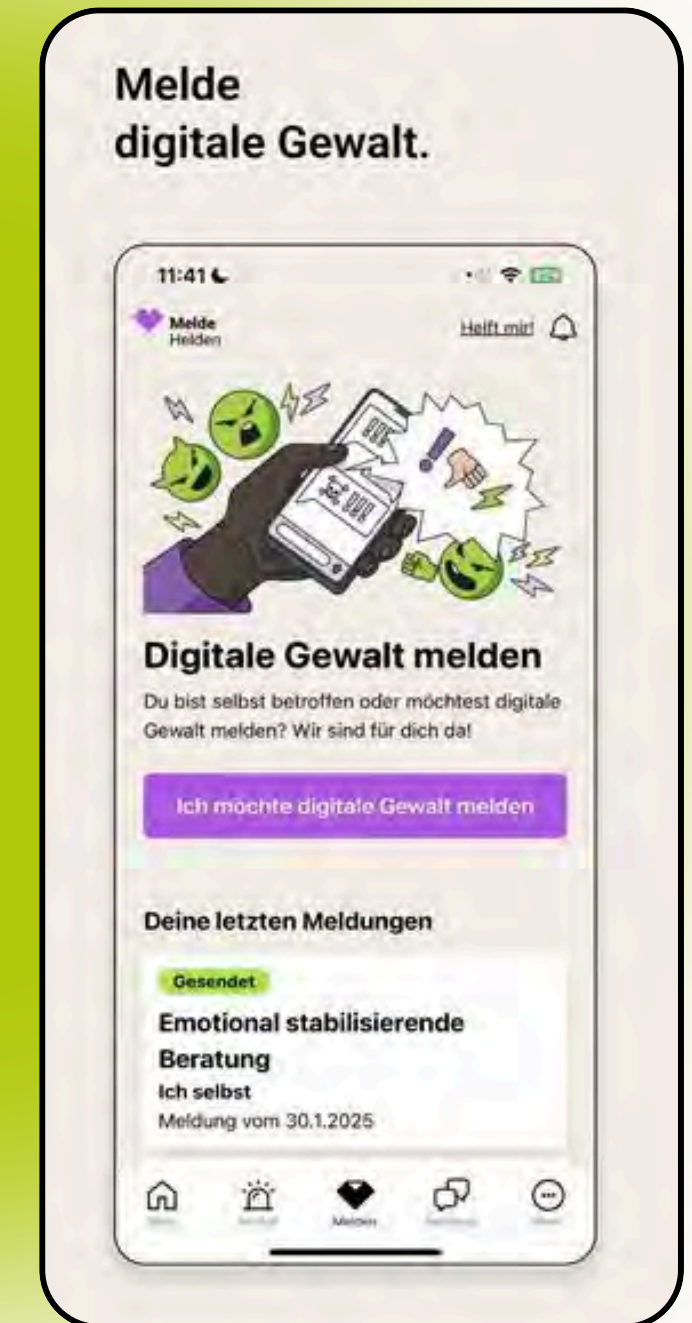 Melde
digitale Gewalt.
11:41
Melde
Helden
Helft mir!
!!!
!!!
!
Digitale Gewalt melden
Du bist selbst betroffen oder möchtest digitale
Gewalt melden? Wir sind für dich da!
Ich möchte digitale Gewalt melden
Deine letzten Meldungen
Gesendet
Emotional stabilisierende
Beratung
Ich selbst
Meldung vom 30.1.2025
Melden